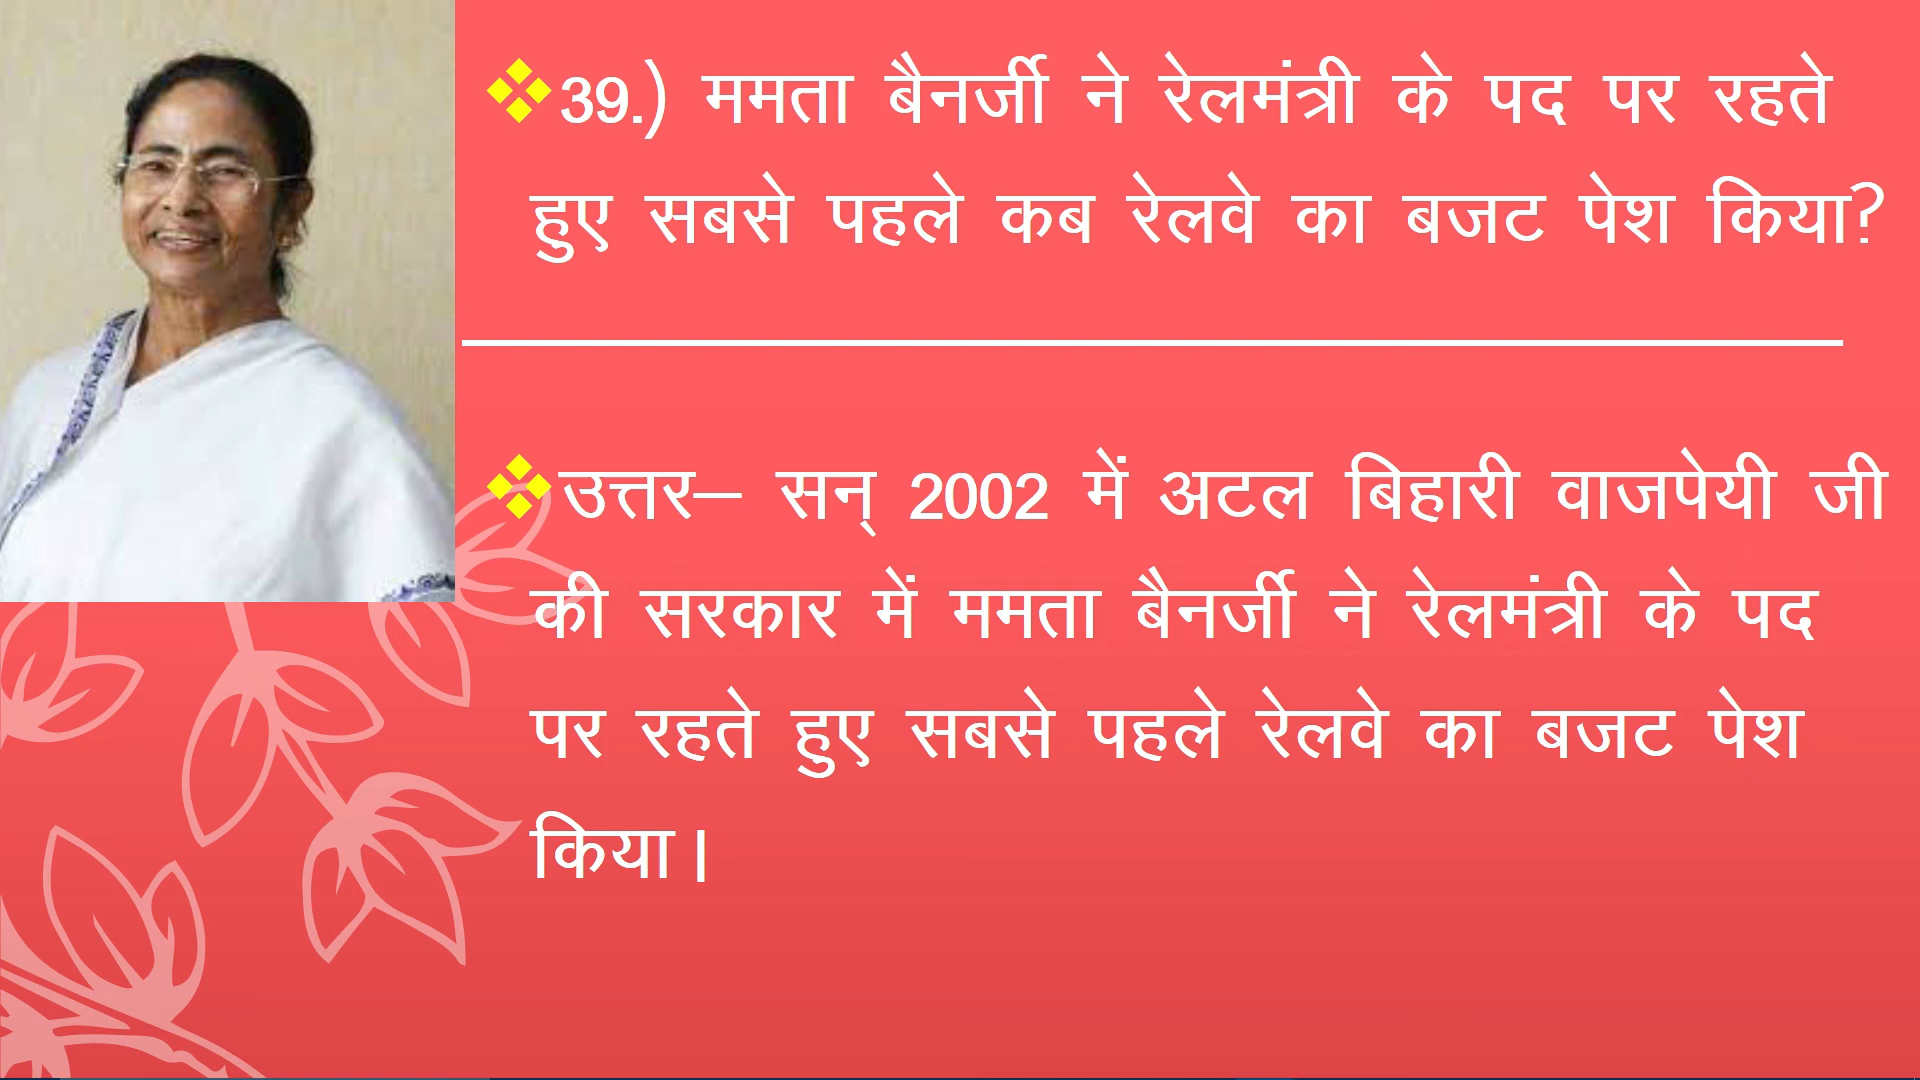 ❖39.) ममता बैनर्जी ने रेलमंत्री के पद पर रहते
हुए सबसे पहले कब रेलवे का बजट पेश किया?
❖उत्तर– सन् 2002 में अटल बिहारी वाजपेयी जी
की सरकार में ममता बैनर्जी ने रेलमंत्री के पद
पर रहते हुए सबसे पहले रेलवे का बजट पेश
किया।